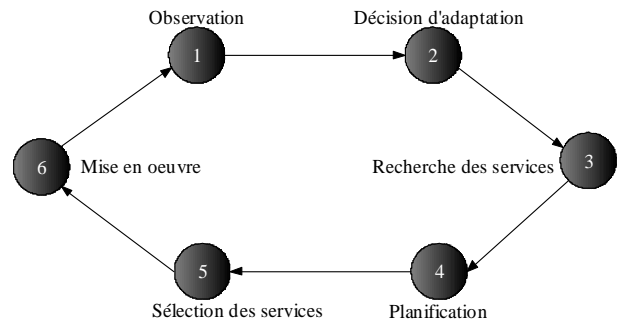 Observation
Décision d'adaptation
1
2
6
Mise en oeuvre
Recherche des services
3
5
4
Sélection des services
Planification